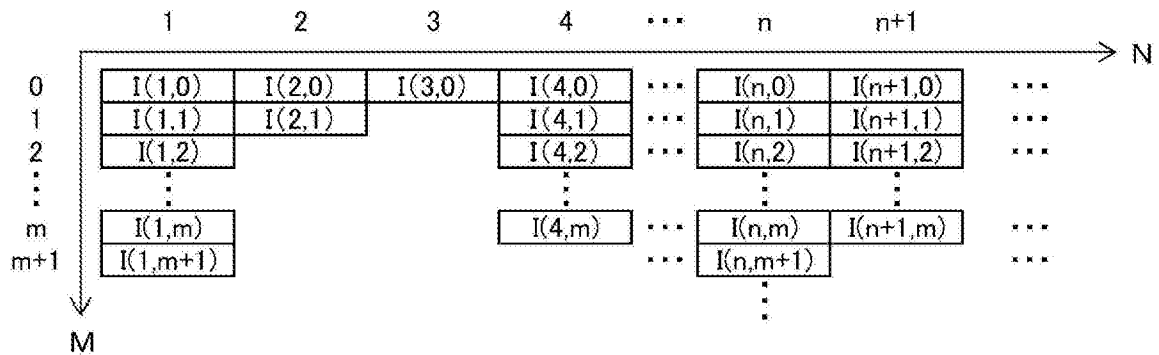 1 2 3 4 ··· n n+1
N
0 I(1,0) I(2,0) I(3,0) I(4,0) ··· I(n,0) I(n+1,0) ···
1 I(1,1) I(2,1) I(4,1) ··· I(n,1) I(n+1,1) ···
2 I(1,2) I(4,2) ··· I(n,2) I(n+1,2) ···
⋮ ⋮ ⋮ ⋮ ⋮
m I(1,m) I(4,m) ··· I(n,m) I(n+1,m) ···
m+1 I(1,m+1) ··· I(n,m+1) ···
⋮
M